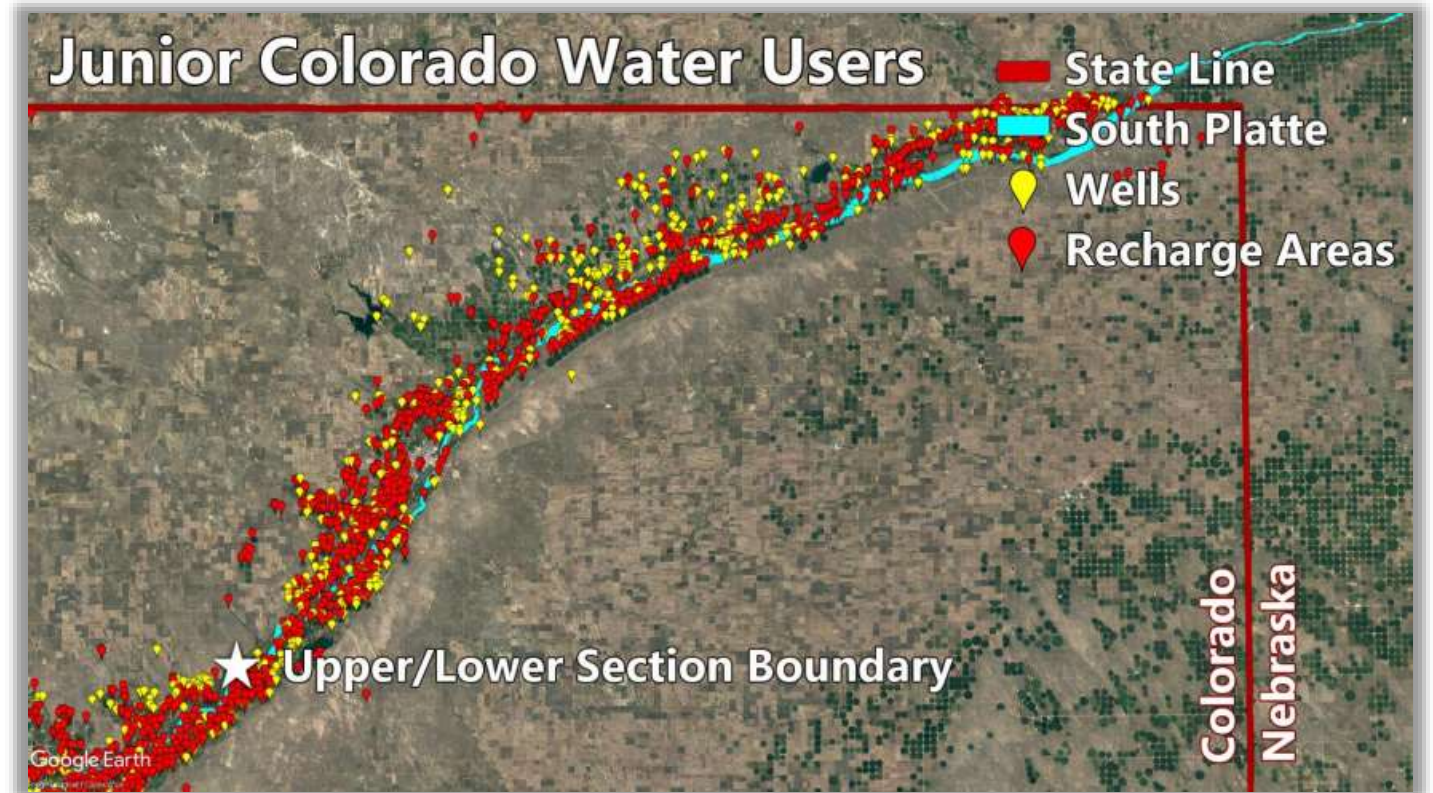 Junior Colorado Water Users
State Line
South Platte
Wells
Recharge Areas
Upper/Lower Section Boundary
Colorado
Nebraska
Google Earth